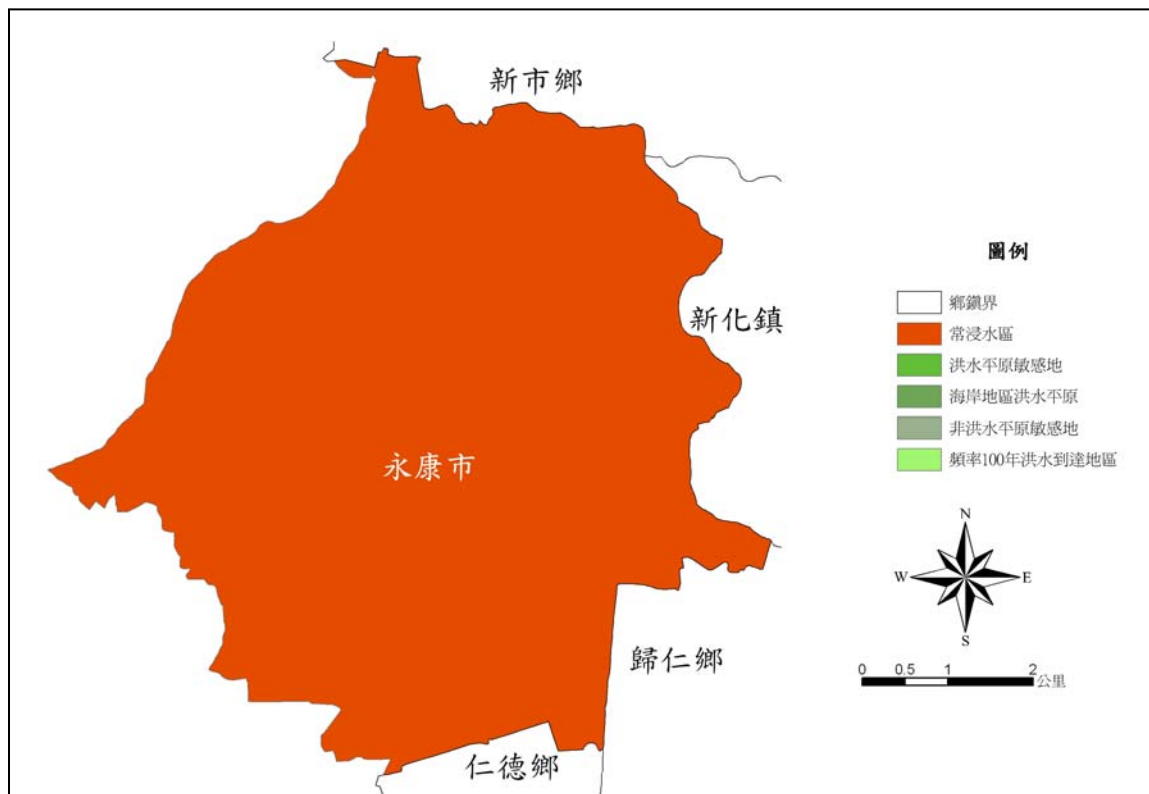 新市鄉
新化鎮
永康市
歸仁鄉
仁德鄉
圖例
鄉鎮界
常浸水區
洪水平原敏感地
海岸地區洪水平原
非洪水平原敏感地
頻率100年洪水到達地區
N
W E
S
0 0.5 1 2
公里